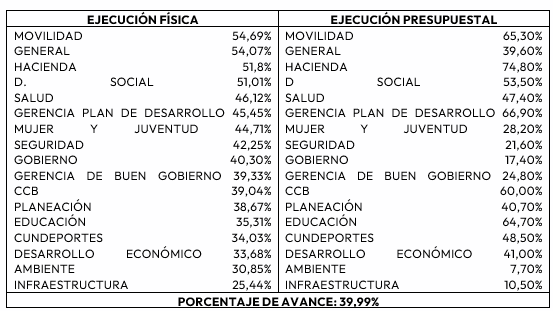 EJECUCIÓN FÍSICA EJECUCIÓN PRESUPUESTAL
MOVILIDAD 54,69% MOVILIDAD 65,30%
GENERAL 54,07% GENERAL 39,60%
HACIENDA 51,8% HACIENDA 74,80%
D. SOCIAL 51,01% D SOCIAL 53,50%
SALUD 46,12% SALUD 47,40%
GERENCIA PLAN DE DESARROLLO 45,45% GERENCIA PLAN DE DESARROLLO 66,90%
MUJER Y JUVENTUD 44,71% MUJER Y JUVENTUD 28,20%
SEGURIDAD 42,25% SEGURIDAD 21,60%
GOBIERNO 40,30% GOBIERNO 17,40%
GERENCIA DE BUEN GOBIERNO 39,33% GERENCIA DE BUEN GOBIERNO 24,80%
CCB 39,04% CCB 60,00%
PLANEACIÓN 38,67% PLANEACIÓN 40,70%
EDUCACIÓN 35,31% EDUCACIÓN 64,70%
CUNDEPORTES 34,03% CUNDEPORTES 48,50%
DESARROLLO ECONÓMICO 33,68% DESARROLLO ECONÓMICO 41,00%
AMBIENTE 30,85% AMBIENTE 7,70%
INFRAESTRUCTURA 25,44% INFRAESTRUCTURA 10,50%
PORCENTAJE DE AVANCE: 39,99%